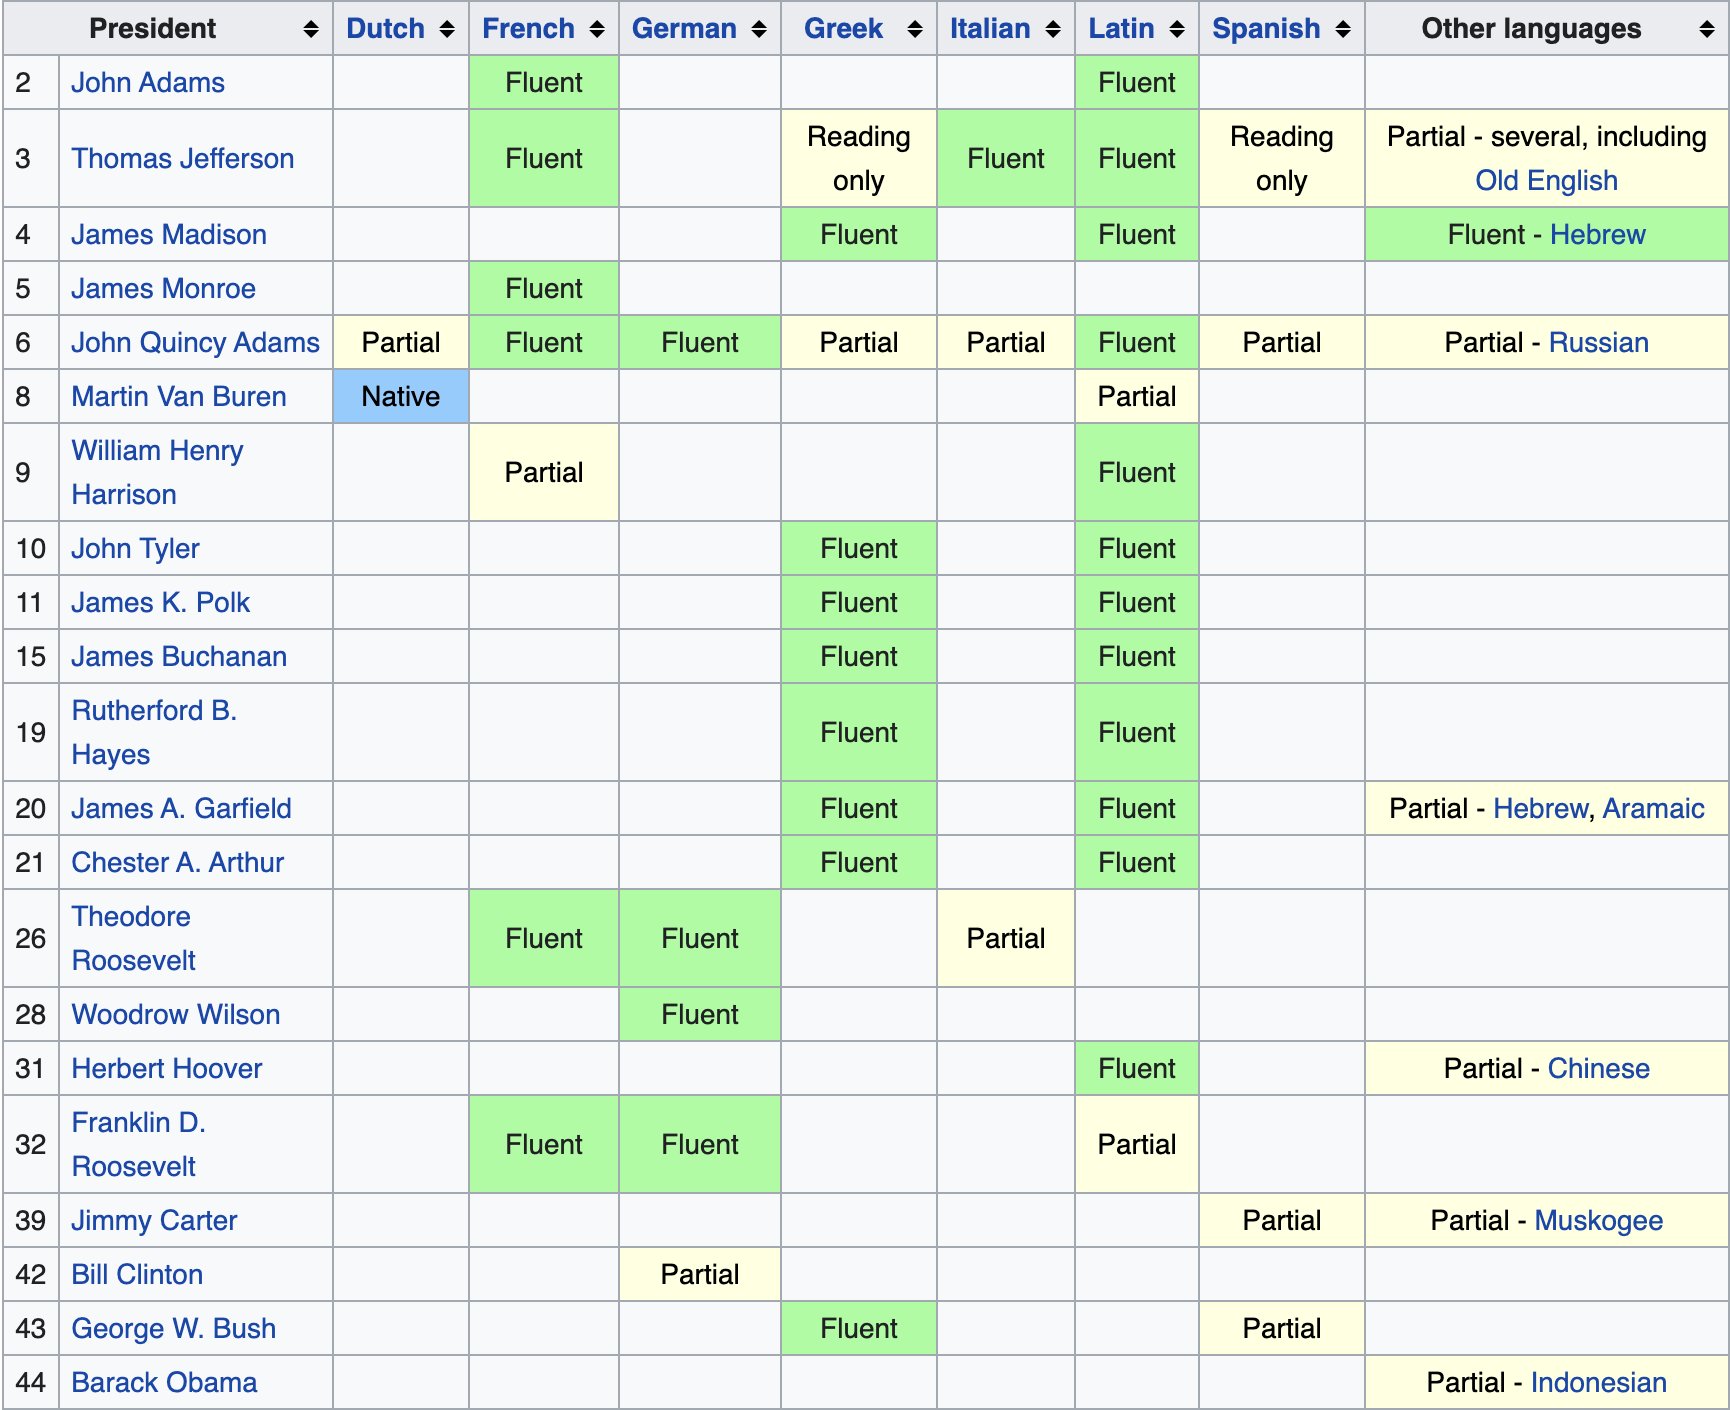 President Dutch French German Greek Italian Latin Spanish Other languages
2 John Adams Fluent Fluent
3 Thomas Jefferson Fluent Reading only Fluent Fluent Reading only Partial - several, including Old English
4 James Madison Fluent Fluent Fluent - Hebrew
5 James Monroe Fluent
6 John Quincy Adams Partial Fluent Fluent Partial Partial Fluent Partial Partial - Russian
8 Martin Van Buren Native Partial
9 William Henry Harrison Partial Fluent
10 John Tyler Fluent Fluent
11 James K. Polk Fluent Fluent
15 James Buchanan Fluent Fluent
19 Rutherford B. Hayes Fluent Fluent
20 James A. Garfield Fluent Fluent Partial - Hebrew, Aramaic
21 Chester A. Arthur Fluent Fluent
26 Theodore Roosevelt Fluent Fluent Partial
28 Woodrow Wilson Fluent
31 Herbert Hoover Fluent Partial - Chinese
32 Franklin D. Roosevelt Fluent Fluent Partial
39 Jimmy Carter Partial Partial - Muskogee
42 Bill Clinton Partial
43 George W. Bush Fluent Partial
44 Barack Obama Partial - Indonesian